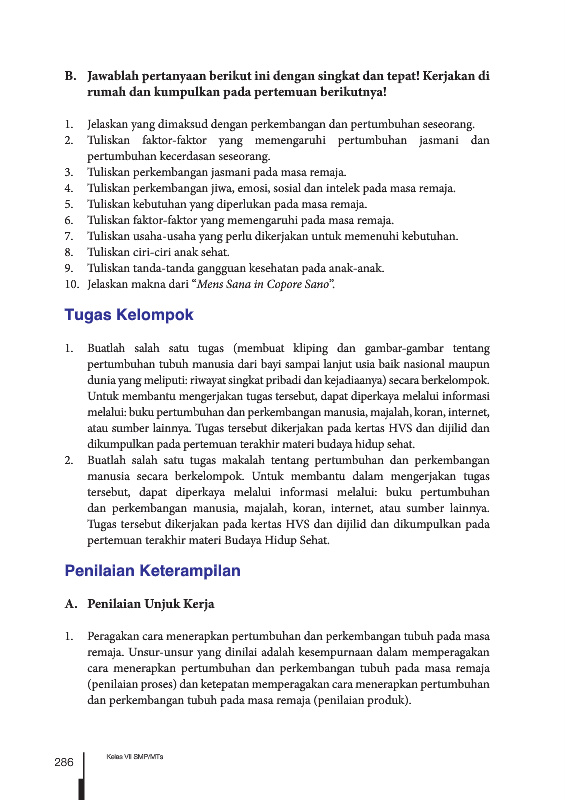 B. Jawablah pertanyaan berikut ini dengan singkat dan tepat! Kerjakan di
rumah dan kumpulkan pada pertemuan berikutnya!
1. Jelaskan yang dimaksud dengan perkembangan dan pertumbuhan seseorang.
2. Tuliskan faktor-faktor yang memengaruhi pertumbuhan jasmani dan
pertumbuhan kecerdasan seseorang.
3. Tuliskan perkembangan jasmani pada masa remaja.
4. Tuliskan perkembangan jiwa, emosi, sosial dan intelek pada masa remaja.
5. Tuliskan kebutuhan yang diperlukan pada masa remaja.
6. Tuliskan faktor-faktor yang memengaruhi pada masa remaja.
7. Tuliskan usaha-usaha yang perlu dikerjakan untuk memenuhi kebutuhan.
8. Tuliskan ciri-ciri anak sehat.
9. Tuliskan tanda-tanda gangguan kesehatan pada anak-anak.
10. Jelaskan makna dari “Mens Sana in Copore Sano”.
Tugas Kelompok
1. Buatlah salah satu tugas (membuat kliping dan gambar-gambar tentang
pertumbuhan tubuh manusia dari bayi sampai lanjut usia baik nasional maupun
dunia yang meliputi: riwayat singkat pribadi dan kejadiaanya) secara berkelompok.
Untuk membantu mengerjakan tugas tersebut, dapat diperkaya melalui informasi
melalui: buku pertumbuhan dan perkembangan manusia, majalah, koran, internet,
atau sumber lainnya. Tugas tersebut dikerjakan pada kertas HVS dan dijilid dan
dikumpulkan pada pertemuan terakhir materi budaya hidup sehat.
2. Buatlah salah satu tugas makalah tentang pertumbuhan dan perkembangan
manusia secara berkelompok. Untuk membantu dalam mengerjakan tugas
tersebut, dapat diperkaya melalui informasi melalui: buku pertumbuhan
dan perkembangan manusia, majalah, koran, internet, atau sumber lainnya.
Tugas tersebut dikerjakan pada kertas HVS dan dijilid dan dikumpulkan pada
pertemuan terakhir materi Budaya Hidup Sehat.
Penilaian Keterampilan
A. Penilaian Unjuk Kerja
1. Peragakan cara menerapkan pertumbuhan dan perkembangan tubuh pada masa
remaja. Unsur-unsur yang dinilai adalah kesempurnaan dalam memperagakan
cara menerapkan pertumbuhan dan perkembangan tubuh pada masa remaja
(penilaian proses) dan ketepatan memperagakan cara menerapkan pertumbuhan
dan perkembangan tubuh pada masa remaja (penilaian produk).
286
Kelas VII SMP/MTs